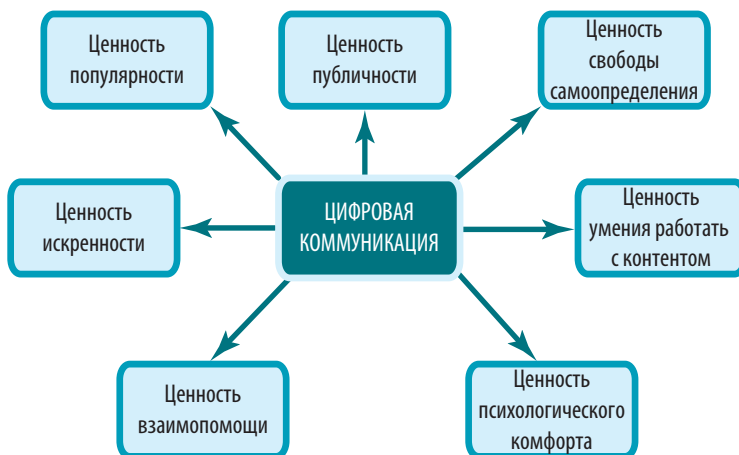 Ценность
популярности
Ценность
публичности
Ценность
свободы
самоопределения
Ценность
искренности
ЦИФРОВАЯ
КОММУНИКАЦИЯ
Ценность
умения работать
с контентом
Ценность
взаимопомощи
Ценность
психологического
комфорта